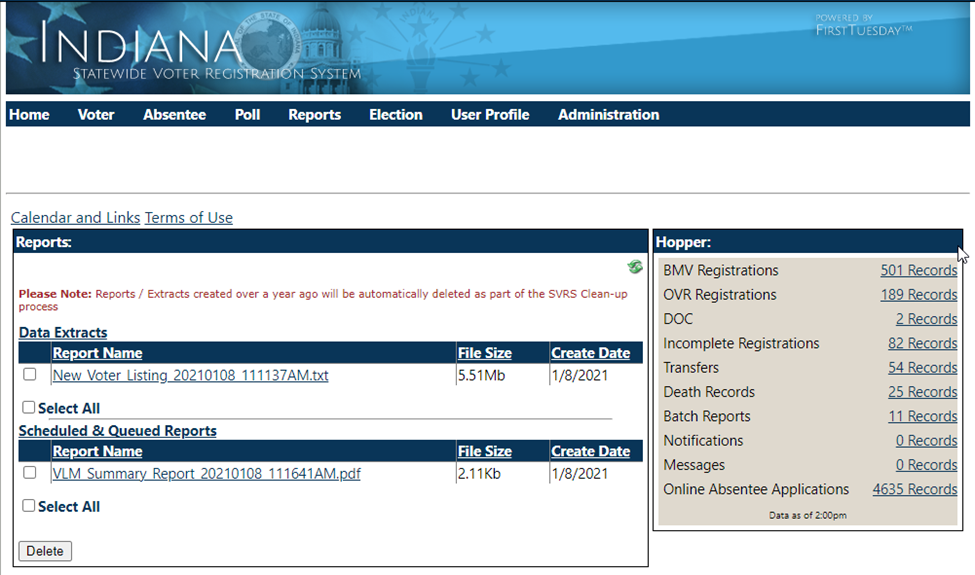 INDIANA
STATEWIDE VOTER REGISTRATION SYSTEM
POWERED BY
FIRSTTUESDAY™
Home Voter Absentee Poll Reports Election User Profile Administration
Calendar and Links Terms of Use
Reports:
Please Note: Reports / Extracts created over a year ago will be automatically deleted as part of the SVRS Clean-up
process
Data Extracts
Report Name File Size Create Date
New_Voter_Listing_20210108_111137AM.txt 5.51Mb 1/8/2021
Select All
Scheduled & Queued Reports
Report Name File Size Create Date
VLM_Summary_Report_20210108_111641AM.pdf 2.11Kb 1/8/2021
Select All
Delete
Hopper:
BMV Registrations 501 Records
OVR Registrations 189 Records
DOC 2 Records
Incomplete Registrations 82 Records
Transfers 54 Records
Death Records 25 Records
Batch Reports 11 Records
Notifications 0 Records
Messages 0 Records
Online Absentee Applications 4635 Records
Data as of 2:00pm